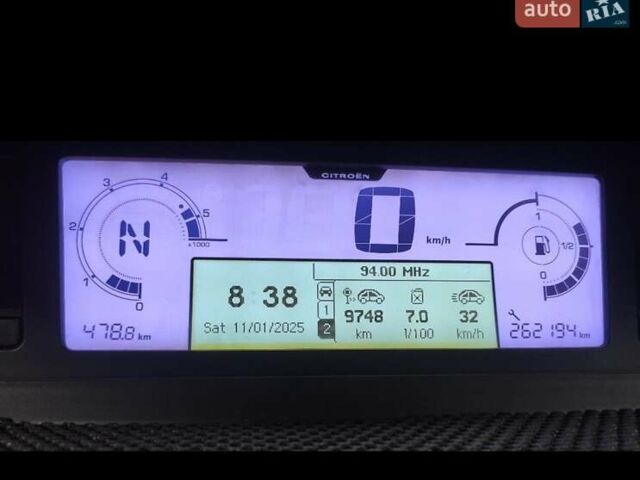 auto RIA.com
CITROËN
3 4
2 5
1 x1000
0
N
0 km/h
1
1/2
0
94.00 MHz
8:38
Sat 11/01/2025
1
2
9748 7.0 32
km l/100 km/h
478.8 km
262194 km